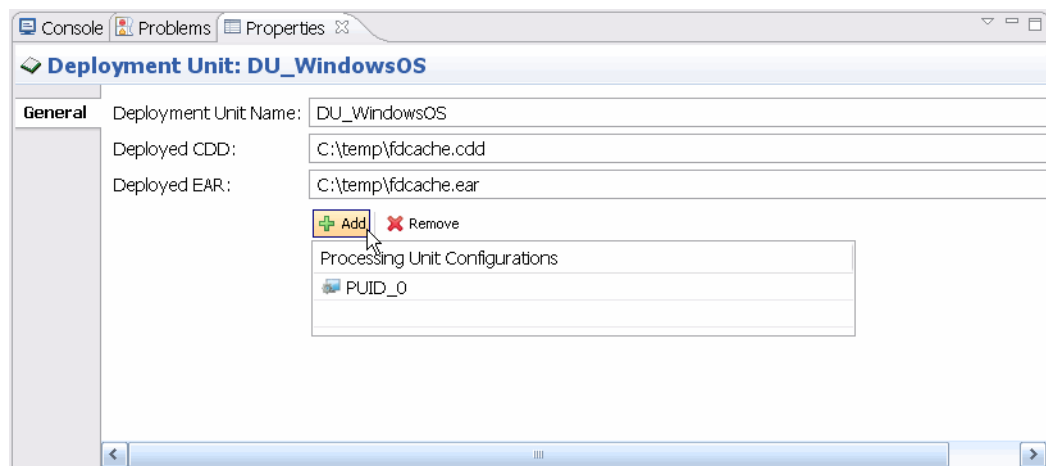 Console Problems Properties
Deployment Unit: DU_WindowsOS
General
Deployment Unit Name: DU_WindowsOS
Deployed CDD: C:\temp\fdcache.cdd
Deployed EAR: C:\temp\fdcache.ear
Add Remove
Processing Unit Configurations
PUID_0